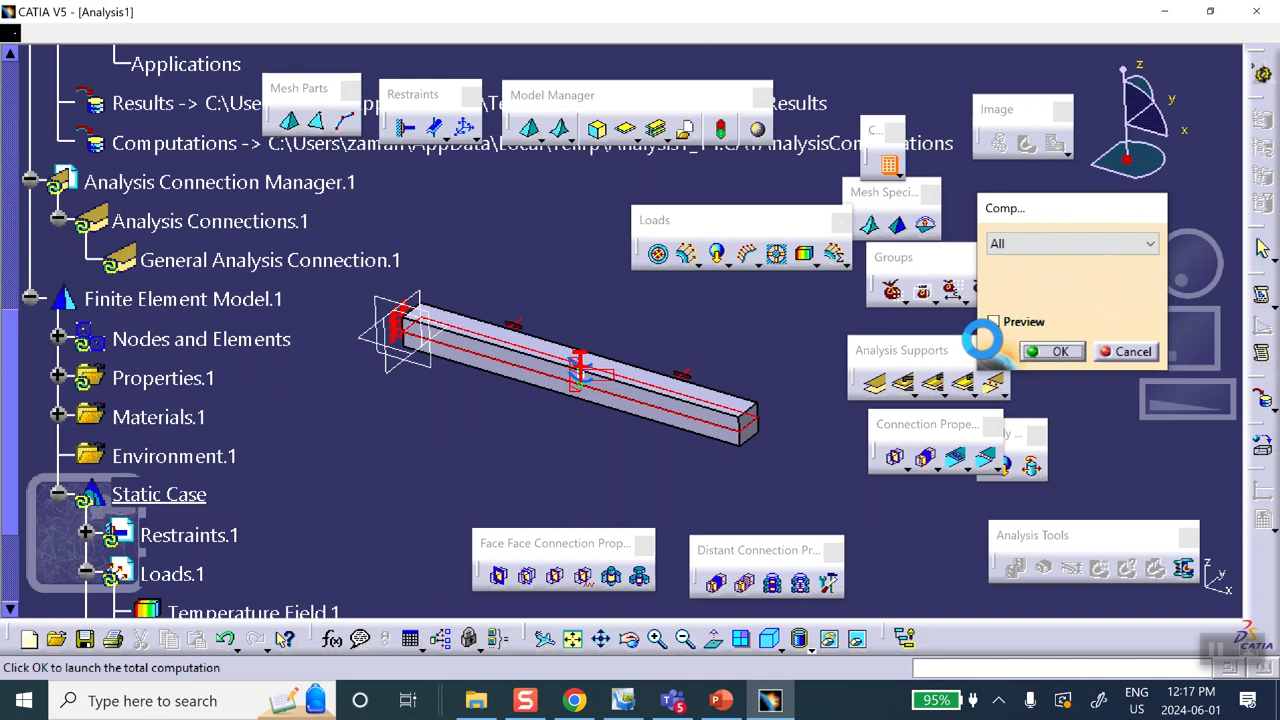 CATIA V5 - [Analysis1]
Applications
Mesh Parts
Restraints
Model Manager
Image
Results -> C:\Us
Results
C...
Computations -> C:\Users\zaman\AppData\Local\Temp\Analysis1_1.CATAnalysisComputations
Analysis Connection Manager.1
Mesh Speci...
Comp...
Loads
Analysis Connections.1
All
General Analysis Connection.1
Groups
Finite Element Model.1
Preview
Nodes and Elements
Analysis Supports
OK
Cancel
Properties.1
Materials.1
Connection Prope...
Environment.1
Static Case
Restraints.1
Face Face Connection Prop...
Distant Connection Pr...
Analysis Tools
Loads.1
Temperature Field.1
z
y
x
z
y
x
f(x)
CATIA
Click OK to launch the total computation
Type here to search
95%
ENG
US
12:17 PM
2024-06-01